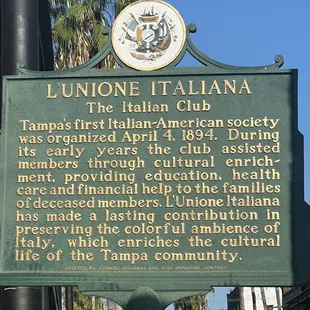 L'UNIONE ITALIANA
The Italian Club
Tampa's first Italian-American society
was organized April 4, 1894. During
its early years the club assisted
members through cultural enrich-
ment, providing education, health
care and financial help to the families
of deceased members. L'Unione Italiana
has made a lasting contribution in
preserving the colorful ambience of
Italy, which enriches the cultural
life of the Tampa community.